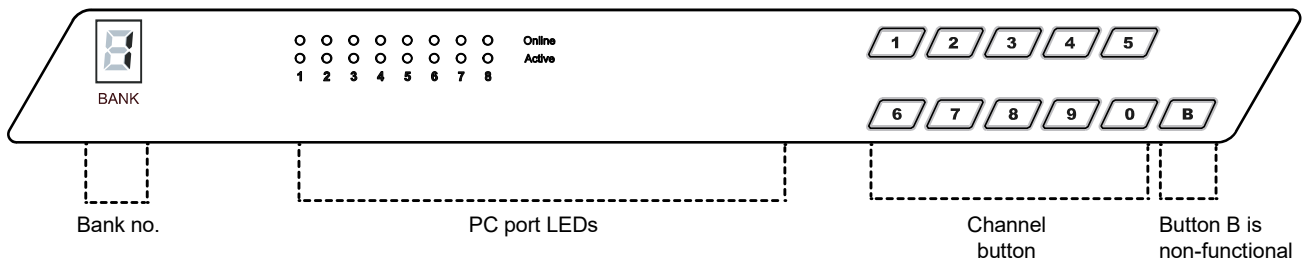 1
BANK
Online
Active
1 2 3 4 5 6 7 8
1 2 3 4 5
6 7 8 9 0 B
Bank no.
PC port LEDs
Channel
button
Button B is
non-functional